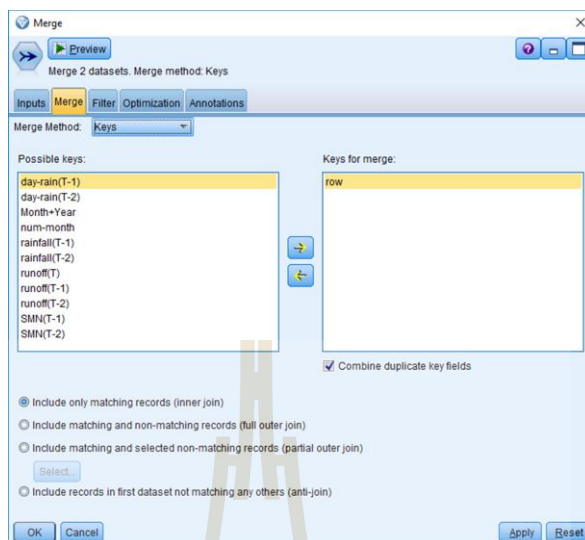 Merge
Preview
Merge 2 datasets. Merge method: Keys
Inputs Merge Filter Optimization Annotations
Merge Method: Keys
Possible keys: Keys for merge:
day-rain(T-1) row
day-rain(T-2)
Month+Year
num-month
rainfall(T-1)
rainfall(T-2)
runoff(T)
runoff(T-1)
runoff(T-2)
SMN(T-1)
SMN(T-2)
Combine duplicate key fields
Include only matching records (inner join)
Include matching and non-matching records (full outer join)
Include matching and selected non-matching records (partial outer join)
Select...
Include records in first dataset not matching any others (anti-join)
OK Cancel Apply Reset